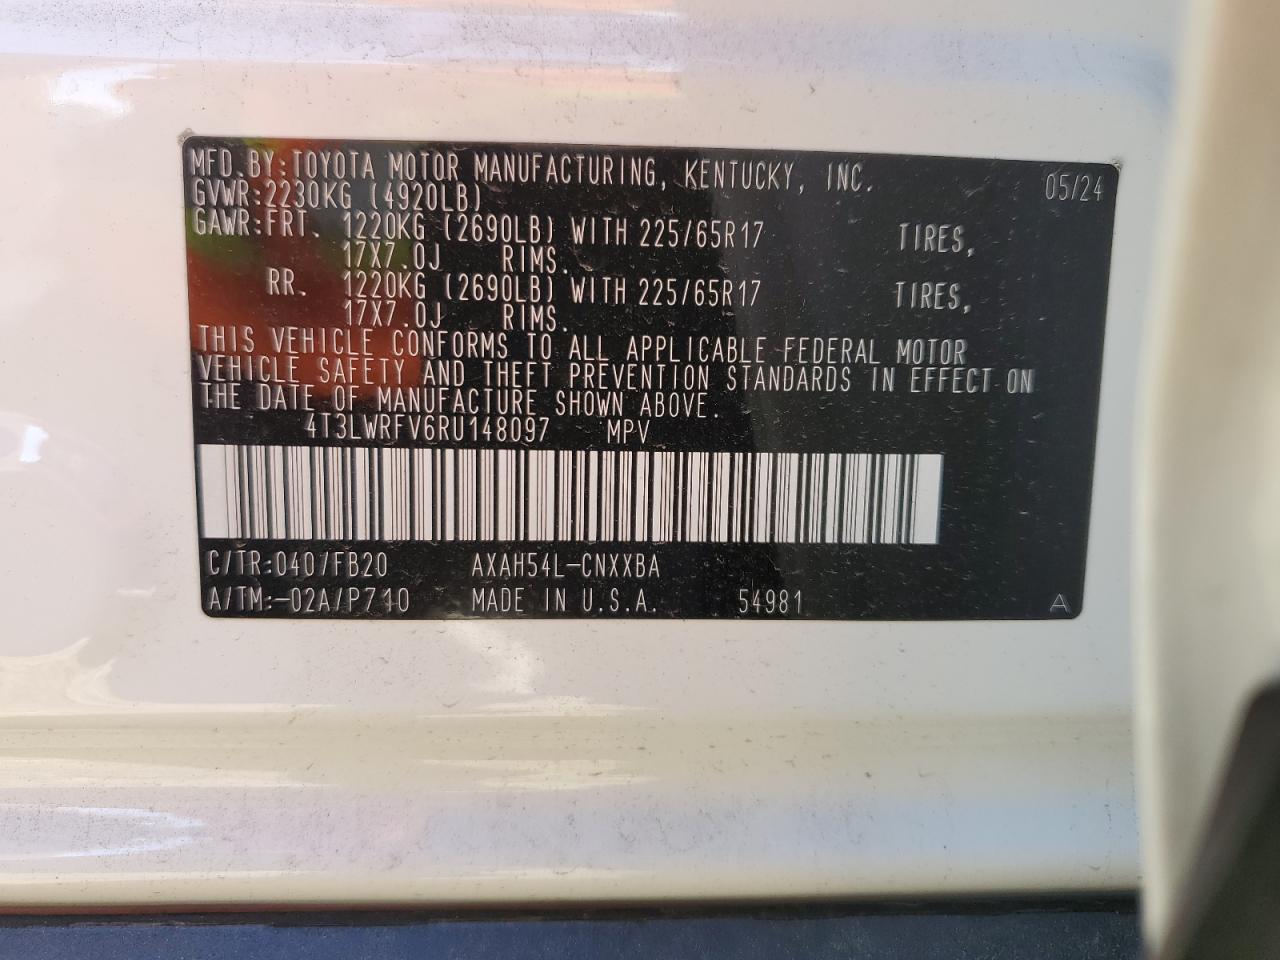 MFD. BY:TOYOTA MOTOR MANUFACTURING, KENTUCKY, INC. 05/24
GVWR:2230KG (4920LB)
GAWR:FRT. 1220KG (2690LB) WITH 225/65R17 TIRES,
17X7.0J RIMS.
RR. 1220KG (2690LB) WITH 225/65R17 TIRES,
17X7.0J RIMS.
THIS VEHICLE CONFORMS TO ALL APPLICABLE FEDERAL MOTOR
VEHICLE SAFETY AND THEFT PREVENTION STANDARDS IN EFFECT ON
THE DATE OF MANUFACTURE SHOWN ABOVE.
4T3LWRFV6RU148097 MPV
C/TR:040/FB20 AXAH54L-CNXXBA
A/TM:-02A/P710 MADE IN U.S.A. 54981 A